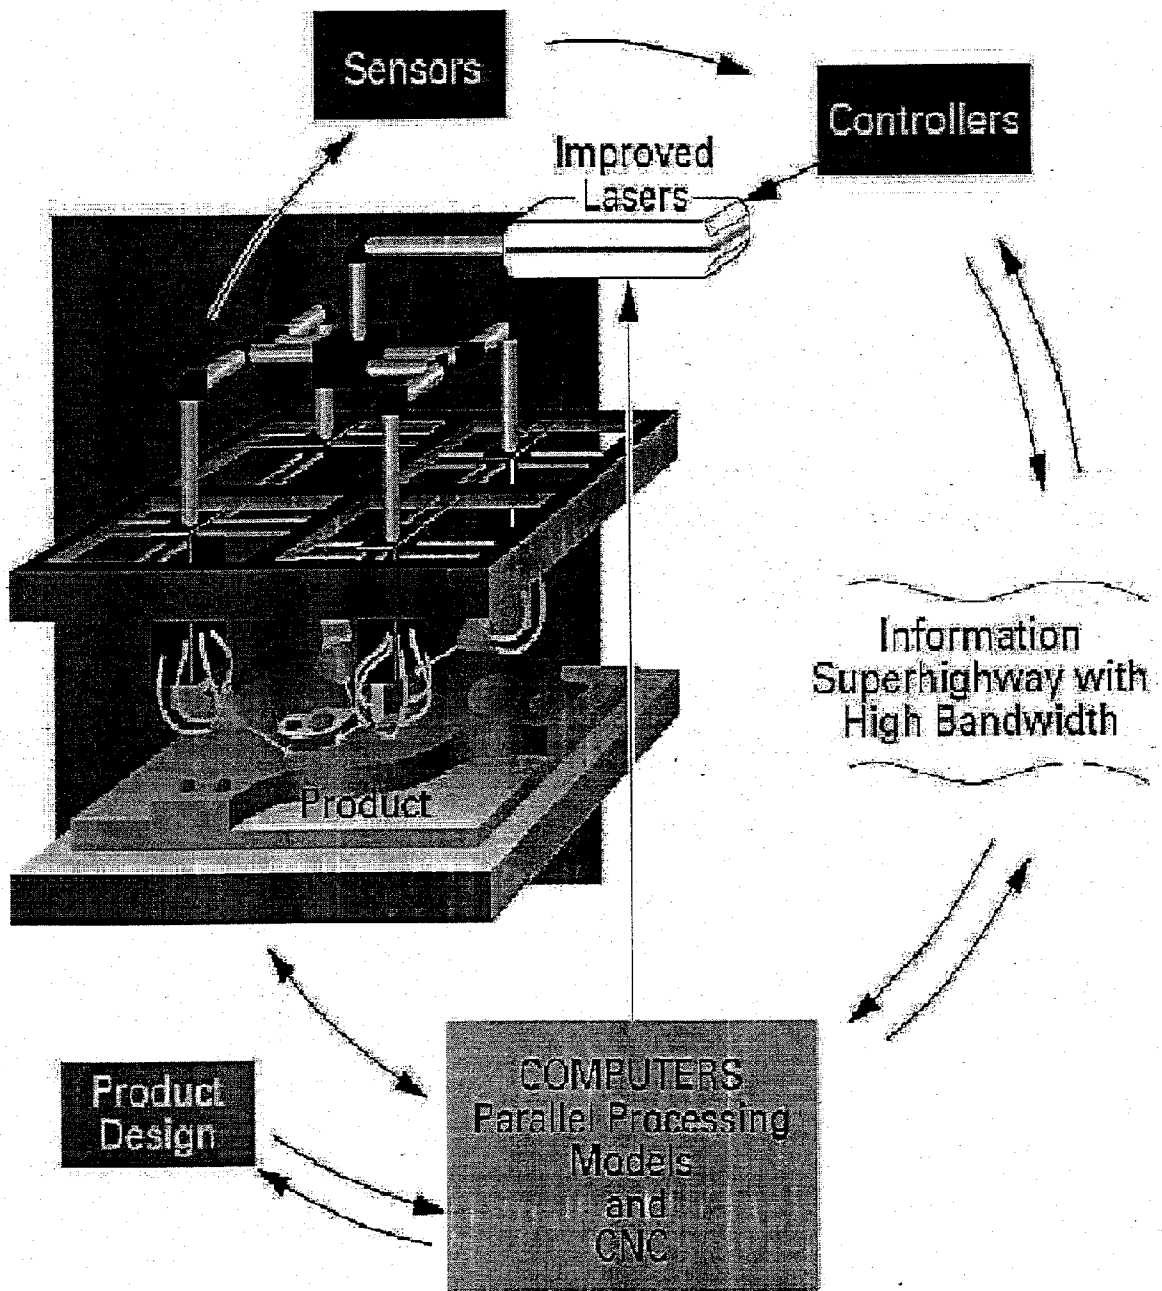 Sensors
Controllers
Improved
Lasers
Information
Superhighway with
High Bandwidth
Product
Product
Design
COMPUTERS
Parallel Processing
Models
and
CNC